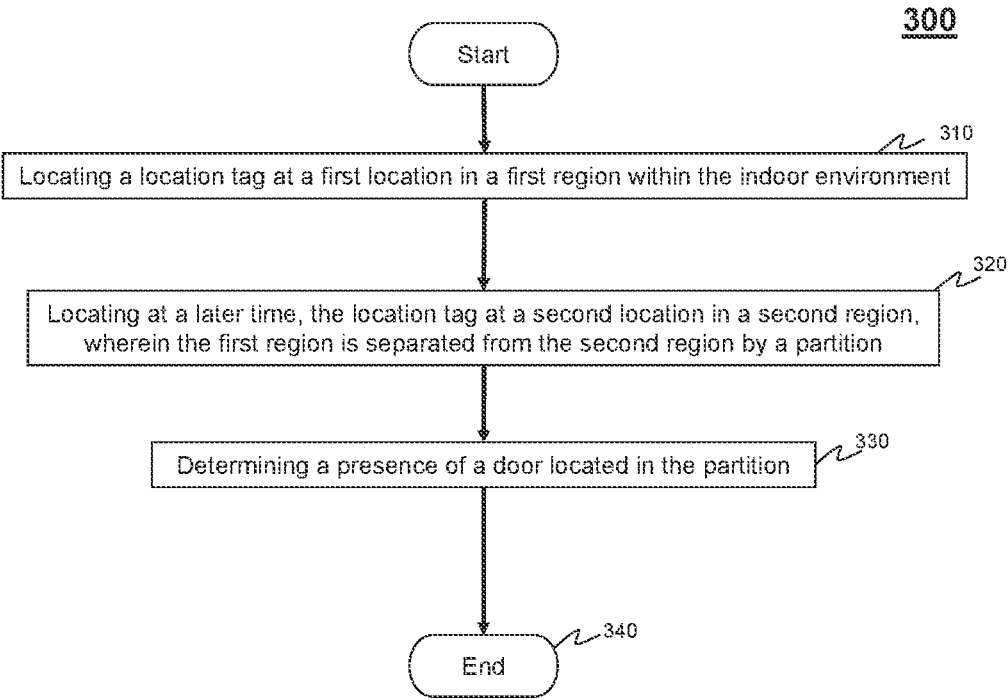 300
Start
310
Locating a location tag at a first location in a first region within the indoor environment
320
Locating at a later time, the location tag at a second location in a second region,
wherein the first region is separated from the second region by a partition
330
Determining a presence of a door located in the partition
340
End